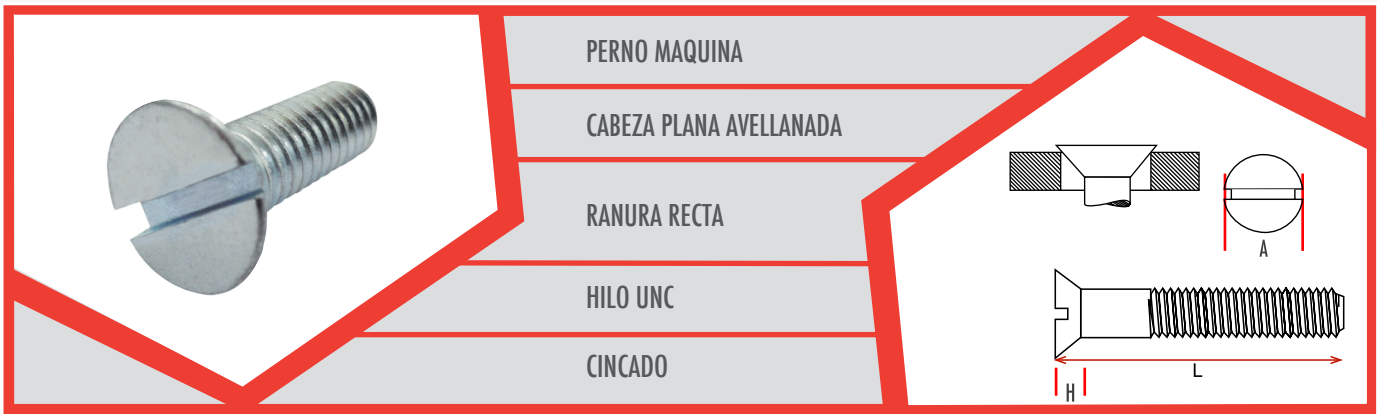 PERNO MAQUINA
CABEZA PLANA AVELLANADA
RANURA RECTA
HILO UNC
CINCADO
A
L
H